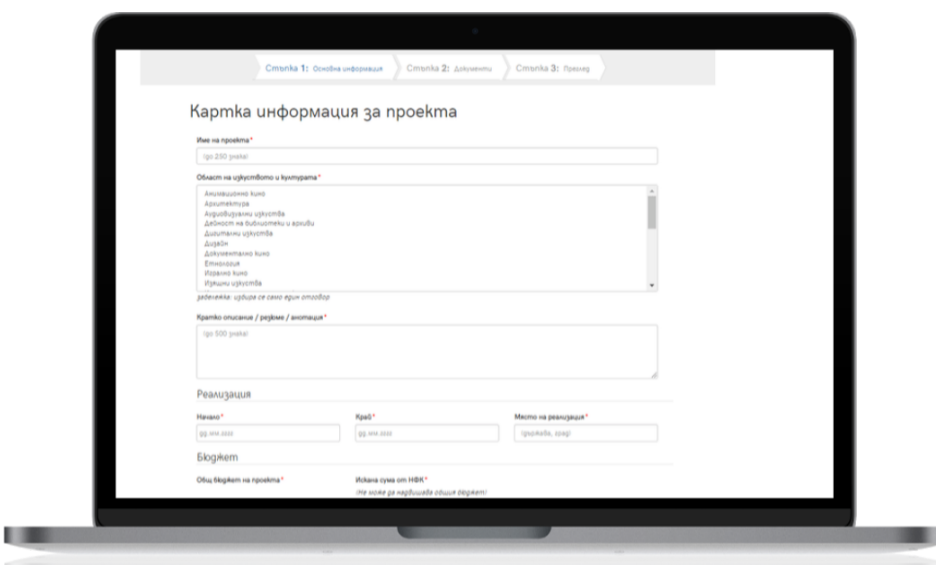 Стъпка 1: Основна информация Стъпка 2: Документи Стъпка 3: Преглед
Картка информация за проекта
Име на проекта*
(до 250 знака)
Област на изкуството и културата*
Анимационно кино
Архитектура
Аудиовизуални изкуства
Дейност на библиотеки и архиви
Дигитални изкуства
Дизайн
Документално кино
Етнология
Игрално кино
Изящни изкуства
забележка: избира се само един отговор
Кратко описание / резюме / анотация*
(до 500 знака)
Реализация
Начало* Край* Място на реализация*
gg.мм.гггг gg.мм.гггг (държава, град)
Бюджет
Общ бюджет на проекта* Искана сума от НФК*
(Не може да надвишава общия бюджет)